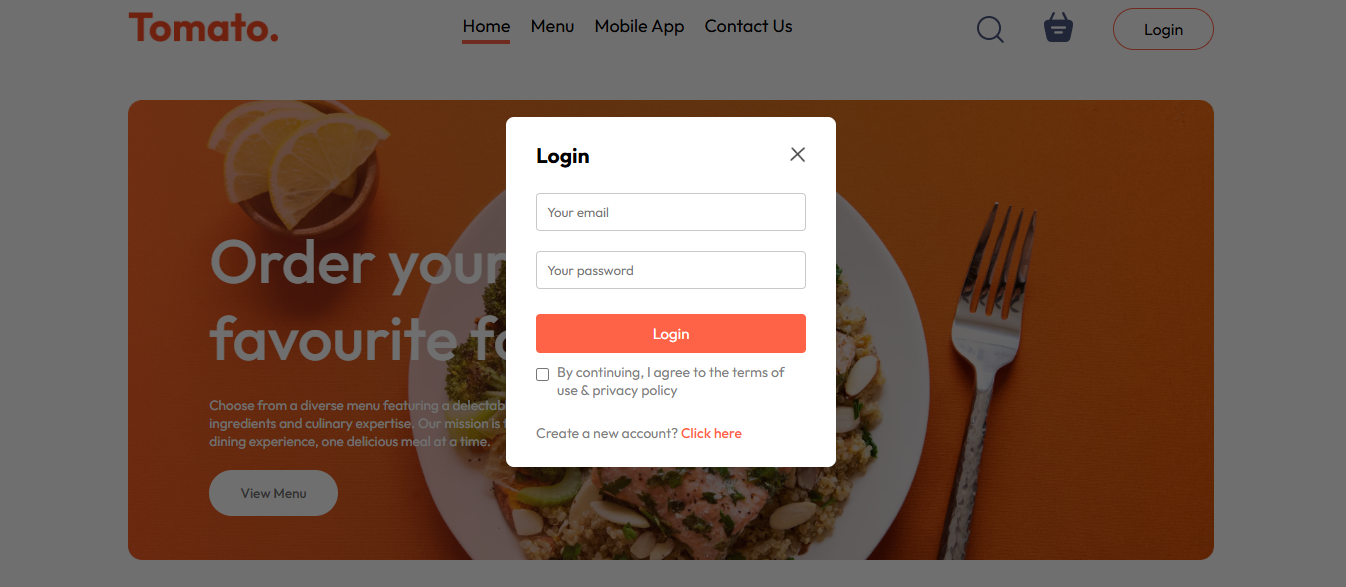 Tomato.
Home Menu Mobile App Contact Us
Login
Login
Your email
Your password
Login
By continuing, I agree to the terms of
use & privacy policy
Create a new account? Click here
Order your
favourite
Choose from a diverse menu featuring a
ingredients and culinary expertise. Our mission is
dining experience, one delicious meal at a time.
View Menu